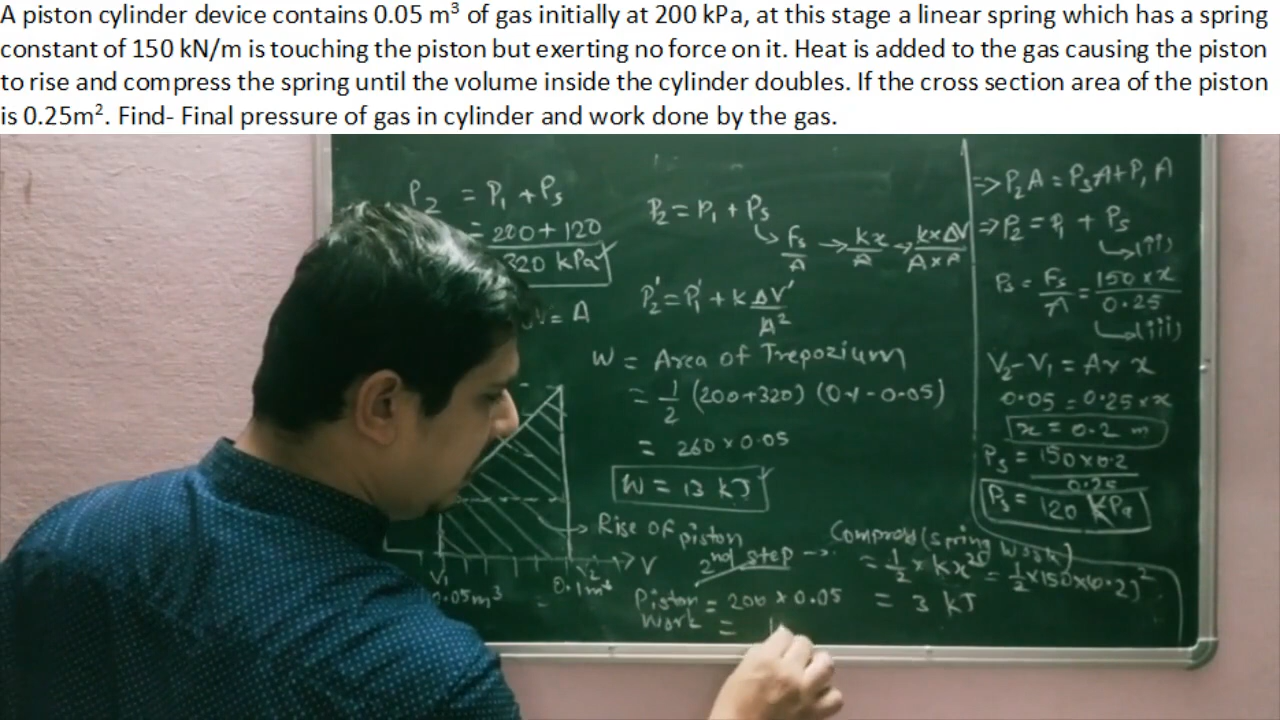 A piston cylinder device contains 0.05 m³ of gas initially at 200 kPa, at this stage a linear spring which has a spring
constant of 150 kN/m is touching the piston but exerting no force on it. Heat is added to the gas causing the piston
to rise and compress the spring until the volume inside the cylinder doubles. If the cross section area of the piston
is 0.25m². Find- Final pressure of gas in cylinder and work done by the gas.
P₂ = P₁ + Ps
= 200 + 120
320 kPa
= A
V₁
0.05m³
0.1m³
V
Rise of piston
P₂ = P₁ + Ps
↳ Fs/A → Kx/A → K×ΔV/A×A
P₂' = P₁' + K ΔV'/A²
W = Area of Trepozium
= 1/2 (200+320) (0.1-0.05)
= 260 × 0.05
W = 13 kJ
2nd step →
Piston Work = 200 × 0.05
=
(spring work)
= 1/2 × Kx² = 1/2 × 150 × (0.2)²
= 3 kJ
⇒ P₂A = PsA + P₁A
⇒ P₂ = P₁ + Ps
↳ (ii)
Ps = Fs/A = 150 × x/0.25
↳ (iii)
V₂ - V₁ = A × x
0.05 = 0.25 × x
x = 0.2 m
Ps = 150×0.2/0.25
Ps = 120 KPa